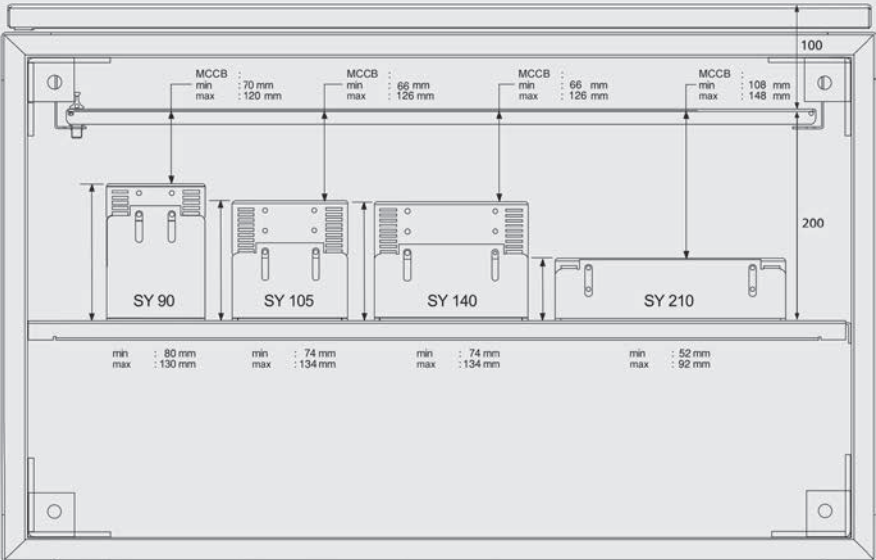 100
MCCB :
min : 70 mm
max : 120 mm
MCCB :
min : 66 mm
max : 126 mm
MCCB :
min : 66 mm
max : 126 mm
MCCB :
min : 108 mm
max : 148 mm
200
SY 90
SY 105
SY 140
SY 210
min : 80 mm
max : 130 mm
min : 74 mm
max : 134 mm
min : 74 mm
max : 134 mm
min : 52 mm
max : 92 mm